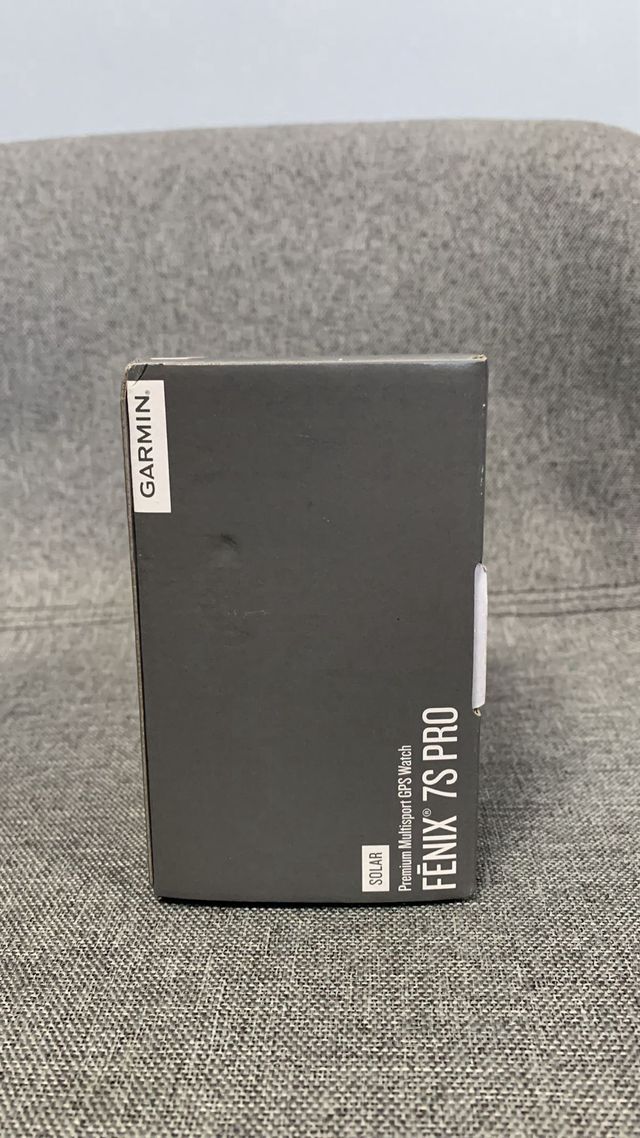 GARMIN®
SOLAR
Premium Multisport GPS Watch
FĒNIX® 7S PRO